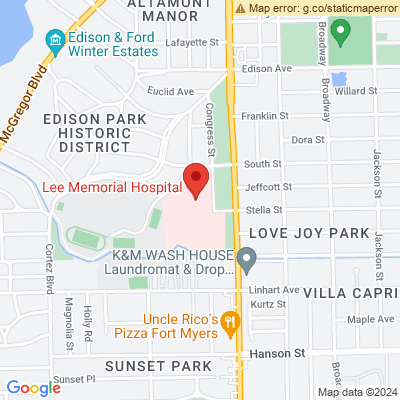 ALTAMONT
MANOR
Map error: g.co/staticmaperror
Edison & Ford
Winter Estates
Lafayette St
Broadway
McGregor Blvd
Edison Ave
Euclid Ave
Willard St
Broadway
EDISON PARK
HISTORIC
DISTRICT
Congress St
Franklin St
Dora St
South St
Jackson St
Lee Memorial Hospital
Jeffcott St
Stella St
LOVE JOY PARK
Jackson St
K&M WASH HOUSE
Laundromat & Drop...
Cortez Blvd
Linhart Ave
VILLA CAPRI
Kurtz St
Magnolia St
Holly Rd
Uncle Rico's
Pizza Fort Myers
Maple Ave
Hanson St
SUNSET PARK
Sunset Pl
Broadway
Google
Map data ©2024